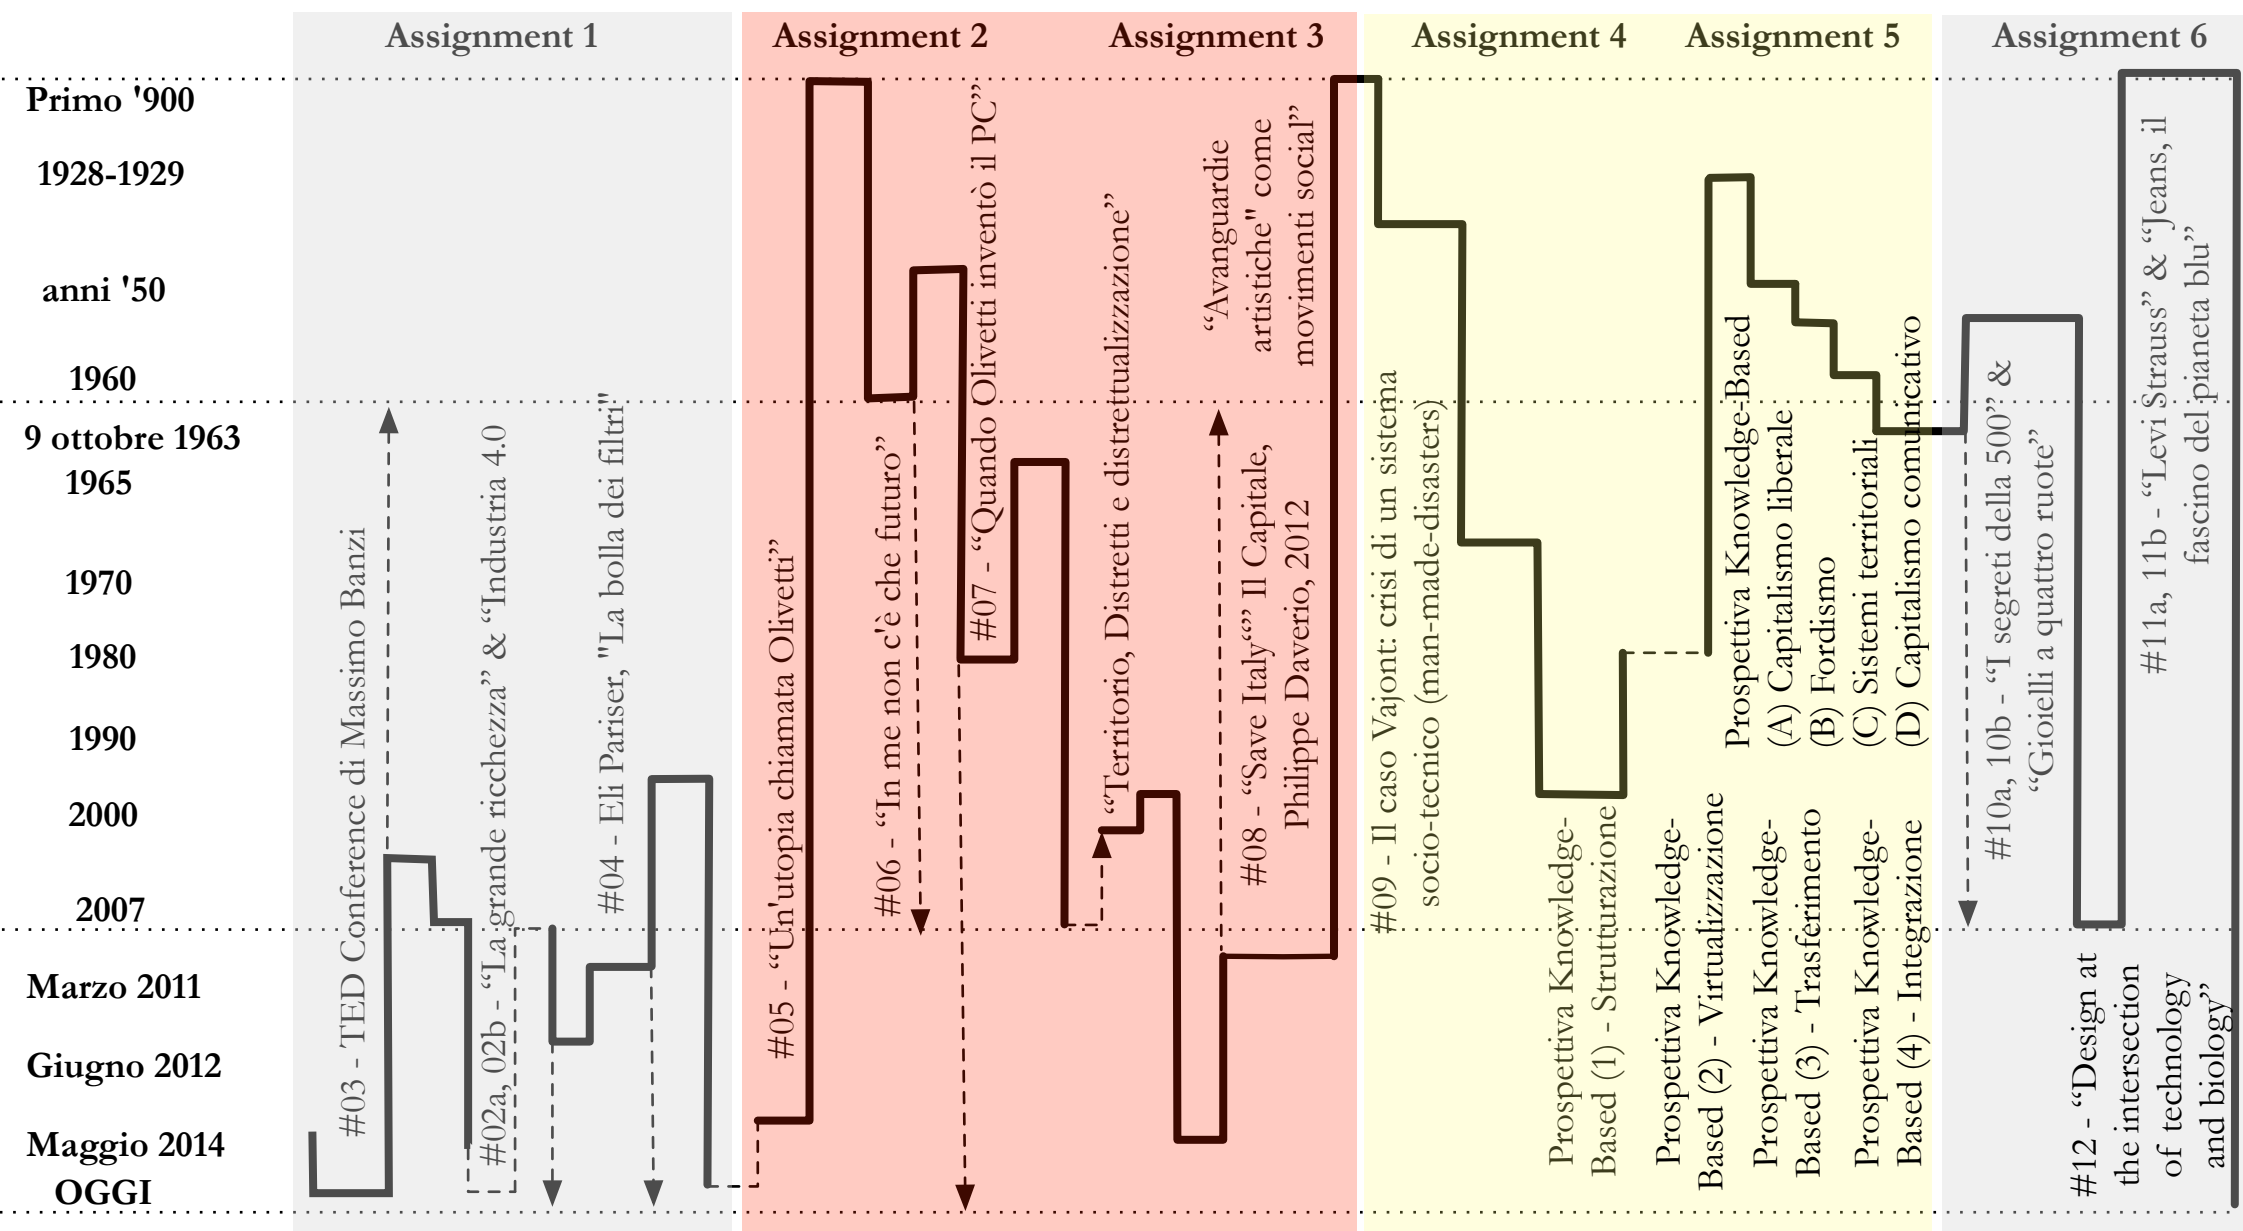 Assignment 1
Assignment 2
Assignment 3
Assignment 4
Assignment 5
Assignment 6
Primo '900
1928-1929
anni '50
1960
9 ottobre 1963
1965
1970
1980
1990
2000
2007
Marzo 2011
Giugno 2012
Maggio 2014
OGGI
#03 - TED Conference di Massimo Banzi
#02a, 02b - “La grande ricchezza” & “Industria 4.0
#04 - Eli Pariser, "La bolla dei filtri"
#05 - “Un'utopia chiamata Olivetti”
#06 - “In me non c'è che futuro”
#07 - “Quando Olivetti inventò il PC”
“Territorio, Distretti e distrettualizzazione”
“Avanguardie
artistiche" come
movimenti social”
#08 - “Save Italy“” Il Capitale,
Philippe Daverio, 2012
#09 - Il caso Vajont: crisi di un sistema
socio-tecnico (man-made-disasters)
Prospettiva Knowledge-
Based (1) - Strutturazione
Prospettiva Knowledge-
Based (2) - Virtualizzazione
Prospettiva Knowledge-
Based (3) - Trasferimento
Prospettiva Knowledge-
Based (4) - Integrazione
Prospettiva Knowledge-Based
(A) Capitalismo liberale
(B) Fordismo
(C) Sistemi territoriali
(D) Capitalismo comunicativo
#10a, 10b - “I segreti della 500” &
“Gioielli a quattro ruote”
#11a, 11b - “Levi Strauss” & “Jeans, il
fascino del pianeta blu”
#12 - “Design at
the intersection
of technology
and biology”